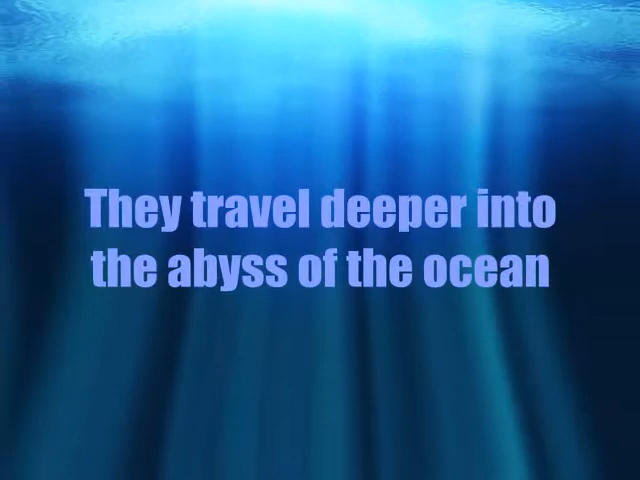 They travel deeper into
the abyss of the ocean